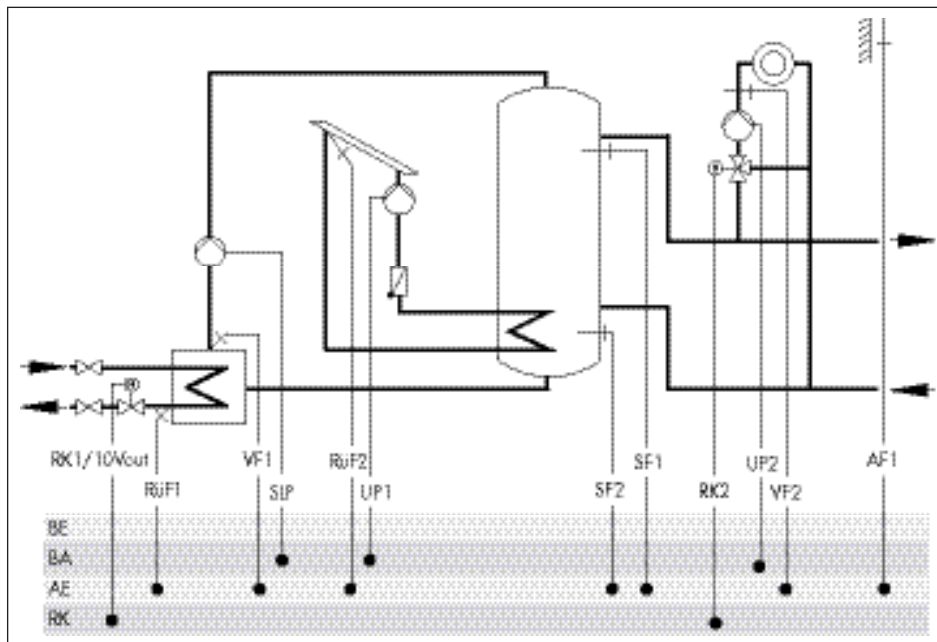 RK1/10Vout VF1 RüF2 SF1 UP2 AF1
RüF1 SLP UP1 SF2 RK2 VF2
BE
BA
AE
RK